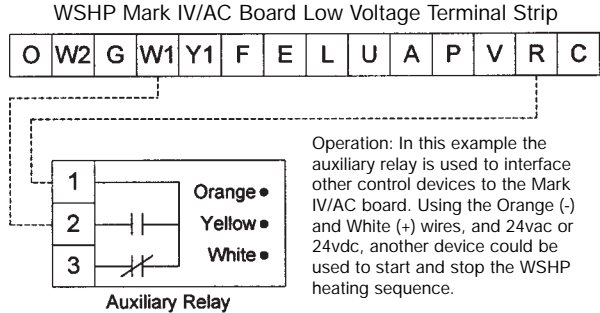 WSHP Mark IV/AC Board Low Voltage Terminal Strip
O W2 G W1 Y1 F E L U A P V R C
Operation: In this example the
auxiliary relay is used to interface
other control devices to the Mark
IV/AC board. Using the Orange (-)
and White (+) wires, and 24vac or
24vdc, another device could be
used to start and stop the WSHP
heating sequence.
1
Orange
2
Yellow
3
White
Auxiliary Relay